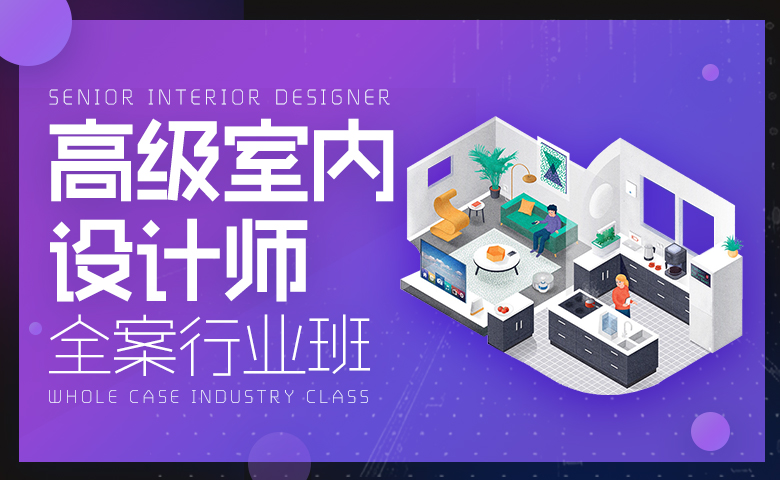 SENIOR INTERIOR DESIGNER
高级室内
设计师
全案行业班
WHOLE CASE INDUSTRY CLASS